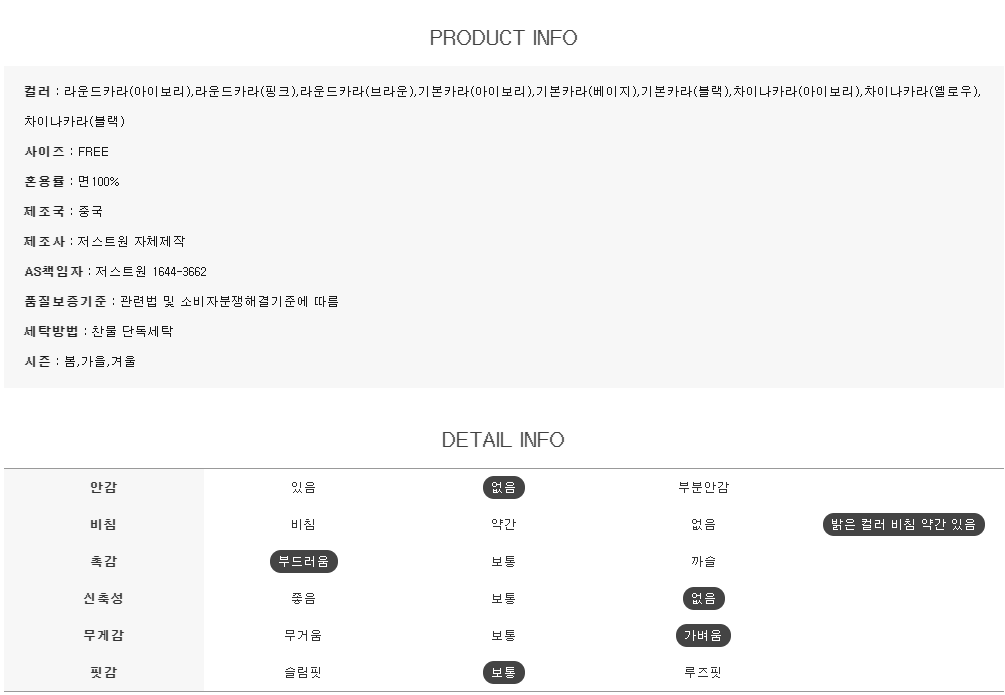 PRODUCT INFO
컬러 : 라운드카라(아이보리),라운드카라(핑크),라운드카라(브라운),기본카라(아이보리),기본카라(베이지),기본카라(블랙),차이나카라(아이보리),차이나카라(옐로우),
차이나카라(블랙)
사이즈 : FREE
혼용률 : 면100%
제조국 : 중국
제조사 : 저스트원 자체제작
AS책임자 : 저스트원 1644-3662
품질보증기준 : 관련법 및 소비자분쟁해결기준에 따름
세탁방법 : 찬물 단독세탁
시즌 : 봄,가을,겨울
DETAIL INFO
안감 있음 없음 부분안감
비침 비침 약간 없음 밝은 컬러 비침 약간 있음
촉감 부드러움 보통 까슬
신축성 좋음 보통 없음
무게감 무거움 보통 가벼움
핏감 슬림핏 보통 루즈핏